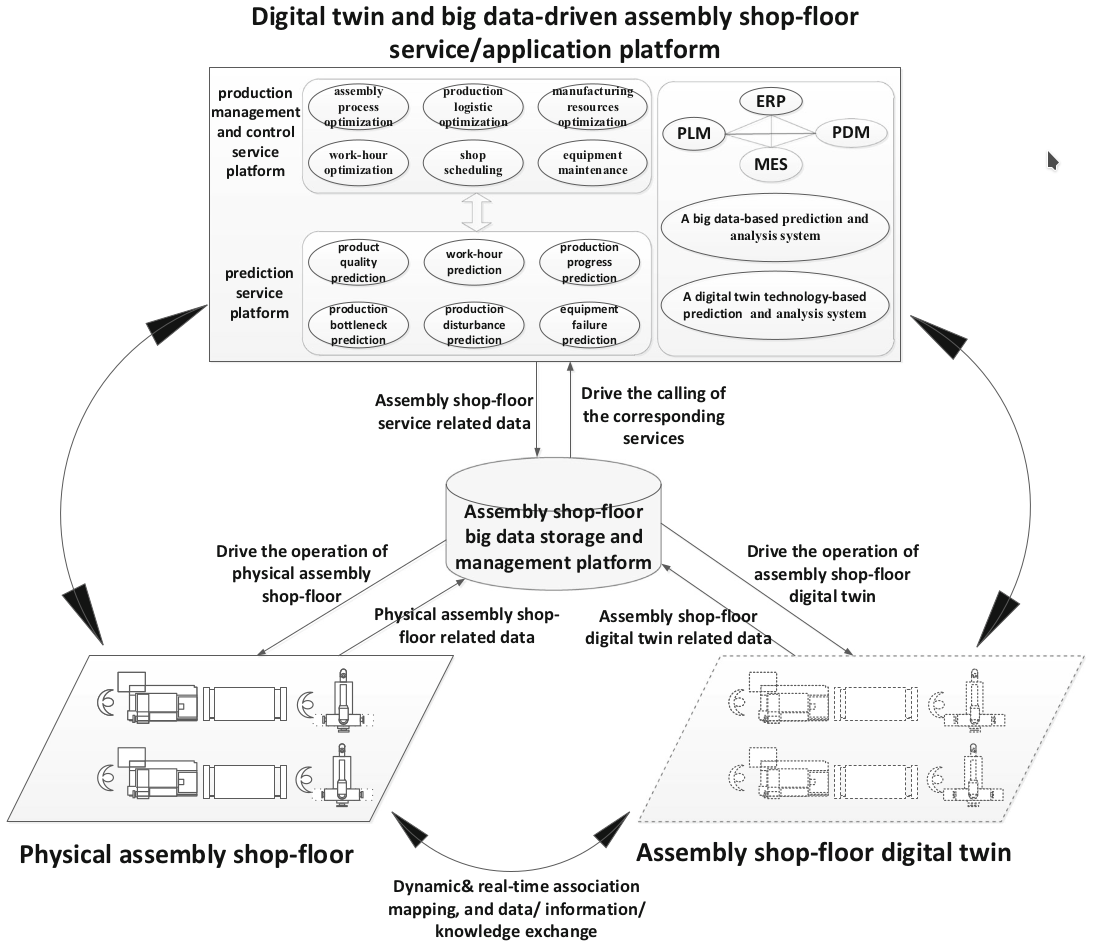 Digital twin and big data-driven assembly shop-floor
service/application platform
production
management
and control
service
platform
assembly
process
optimization
production
logistic
optimization
manufacturing
resources
optimization
work-hour
optimization
shop
scheduling
equipment
maintenance
prediction
service
platform
product
quality
prediction
work-hour
prediction
production
progress
prediction
production
bottleneck
prediction
production
disturbance
prediction
equipment
failure
prediction
ERP
PLM
PDM
MES
A big data-based prediction and
analysis system
A digital twin technology-based
prediction and analysis system
Assembly shop-floor
service related data
Drive the calling of
the corresponding
services
Assembly shop-floor
big data storage and
management platform
Drive the operation of
physical assembly
shop-floor
Physical assembly shop-
floor related data
Assembly shop-floor
digital twin related data
Drive the operation of
assembly shop-floor
digital twin
Physical assembly shop-floor
Assembly shop-floor digital twin
Dynamic& real-time association
mapping, and data/ information/
knowledge exchange